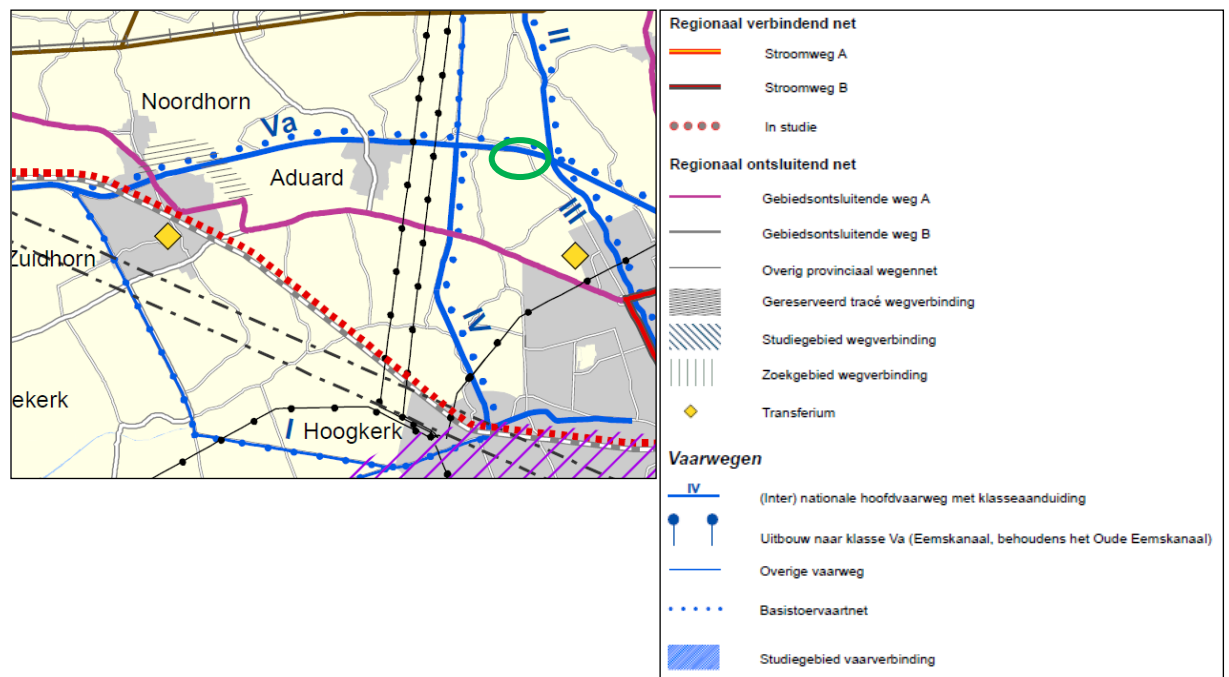 II
Noordhorn
Va
Aduard
III
Zuidhorn
IV
ekerk
I
Hoogkerk
Regionaal verbindend net
Stroomweg A
Stroomweg B
In studie
Regionaal ontsluitend net
Gebiedsontsluitende weg A
Gebiedsontsluitende weg B
Overig provinciaal wegennet
Gereserveerd tracé wegverbinding
Studiegebied wegverbinding
Zoekgebied wegverbinding
Transferium
Vaarwegen
IV
(Inter) nationale hoofdvaarweg met klasseaanduiding
Uitbouw naar klasse Va (Eemskanaal, behoudens het Oude Eemskanaal)
Overige vaarweg
Basistoervaartnet
Studiegebied vaarverbinding